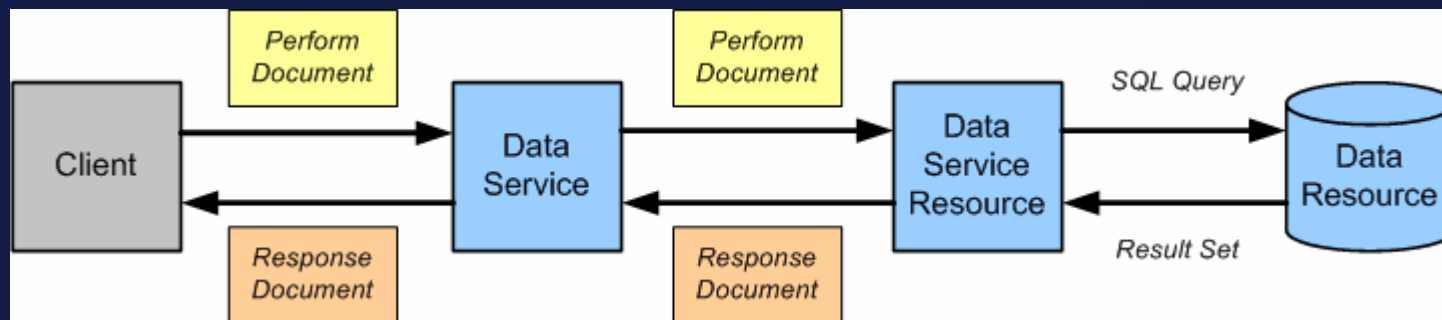 Perform
Document
Perform
Document
SQL Query
Client
Data
Service
Data
Service
Resource
Data
Resource
Response
Document
Response
Document
Result Set